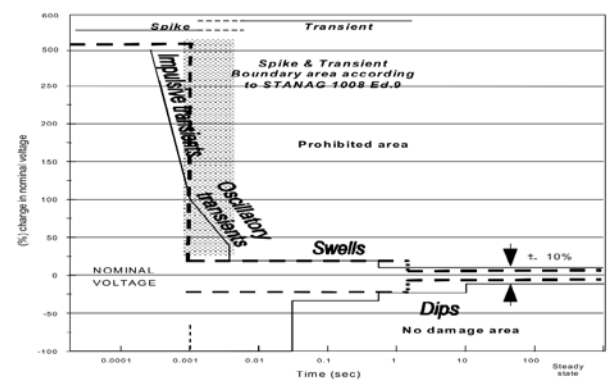 600
Spike
Transient
500
Spike & Transient
Boundary area according
to STANAG 1008 Ed.9
Impulsive transients
200
Prohibited area
150
100
Oscillatory
transients
50
Swells
NOMINAL
0
VOLTAGE
+- 10%
-50
Dips
No damage area
-100
(%) change in nominal voltage
0.0001
0.001
0.01
0.1
1
10
100
Steady
state
Time (sec)